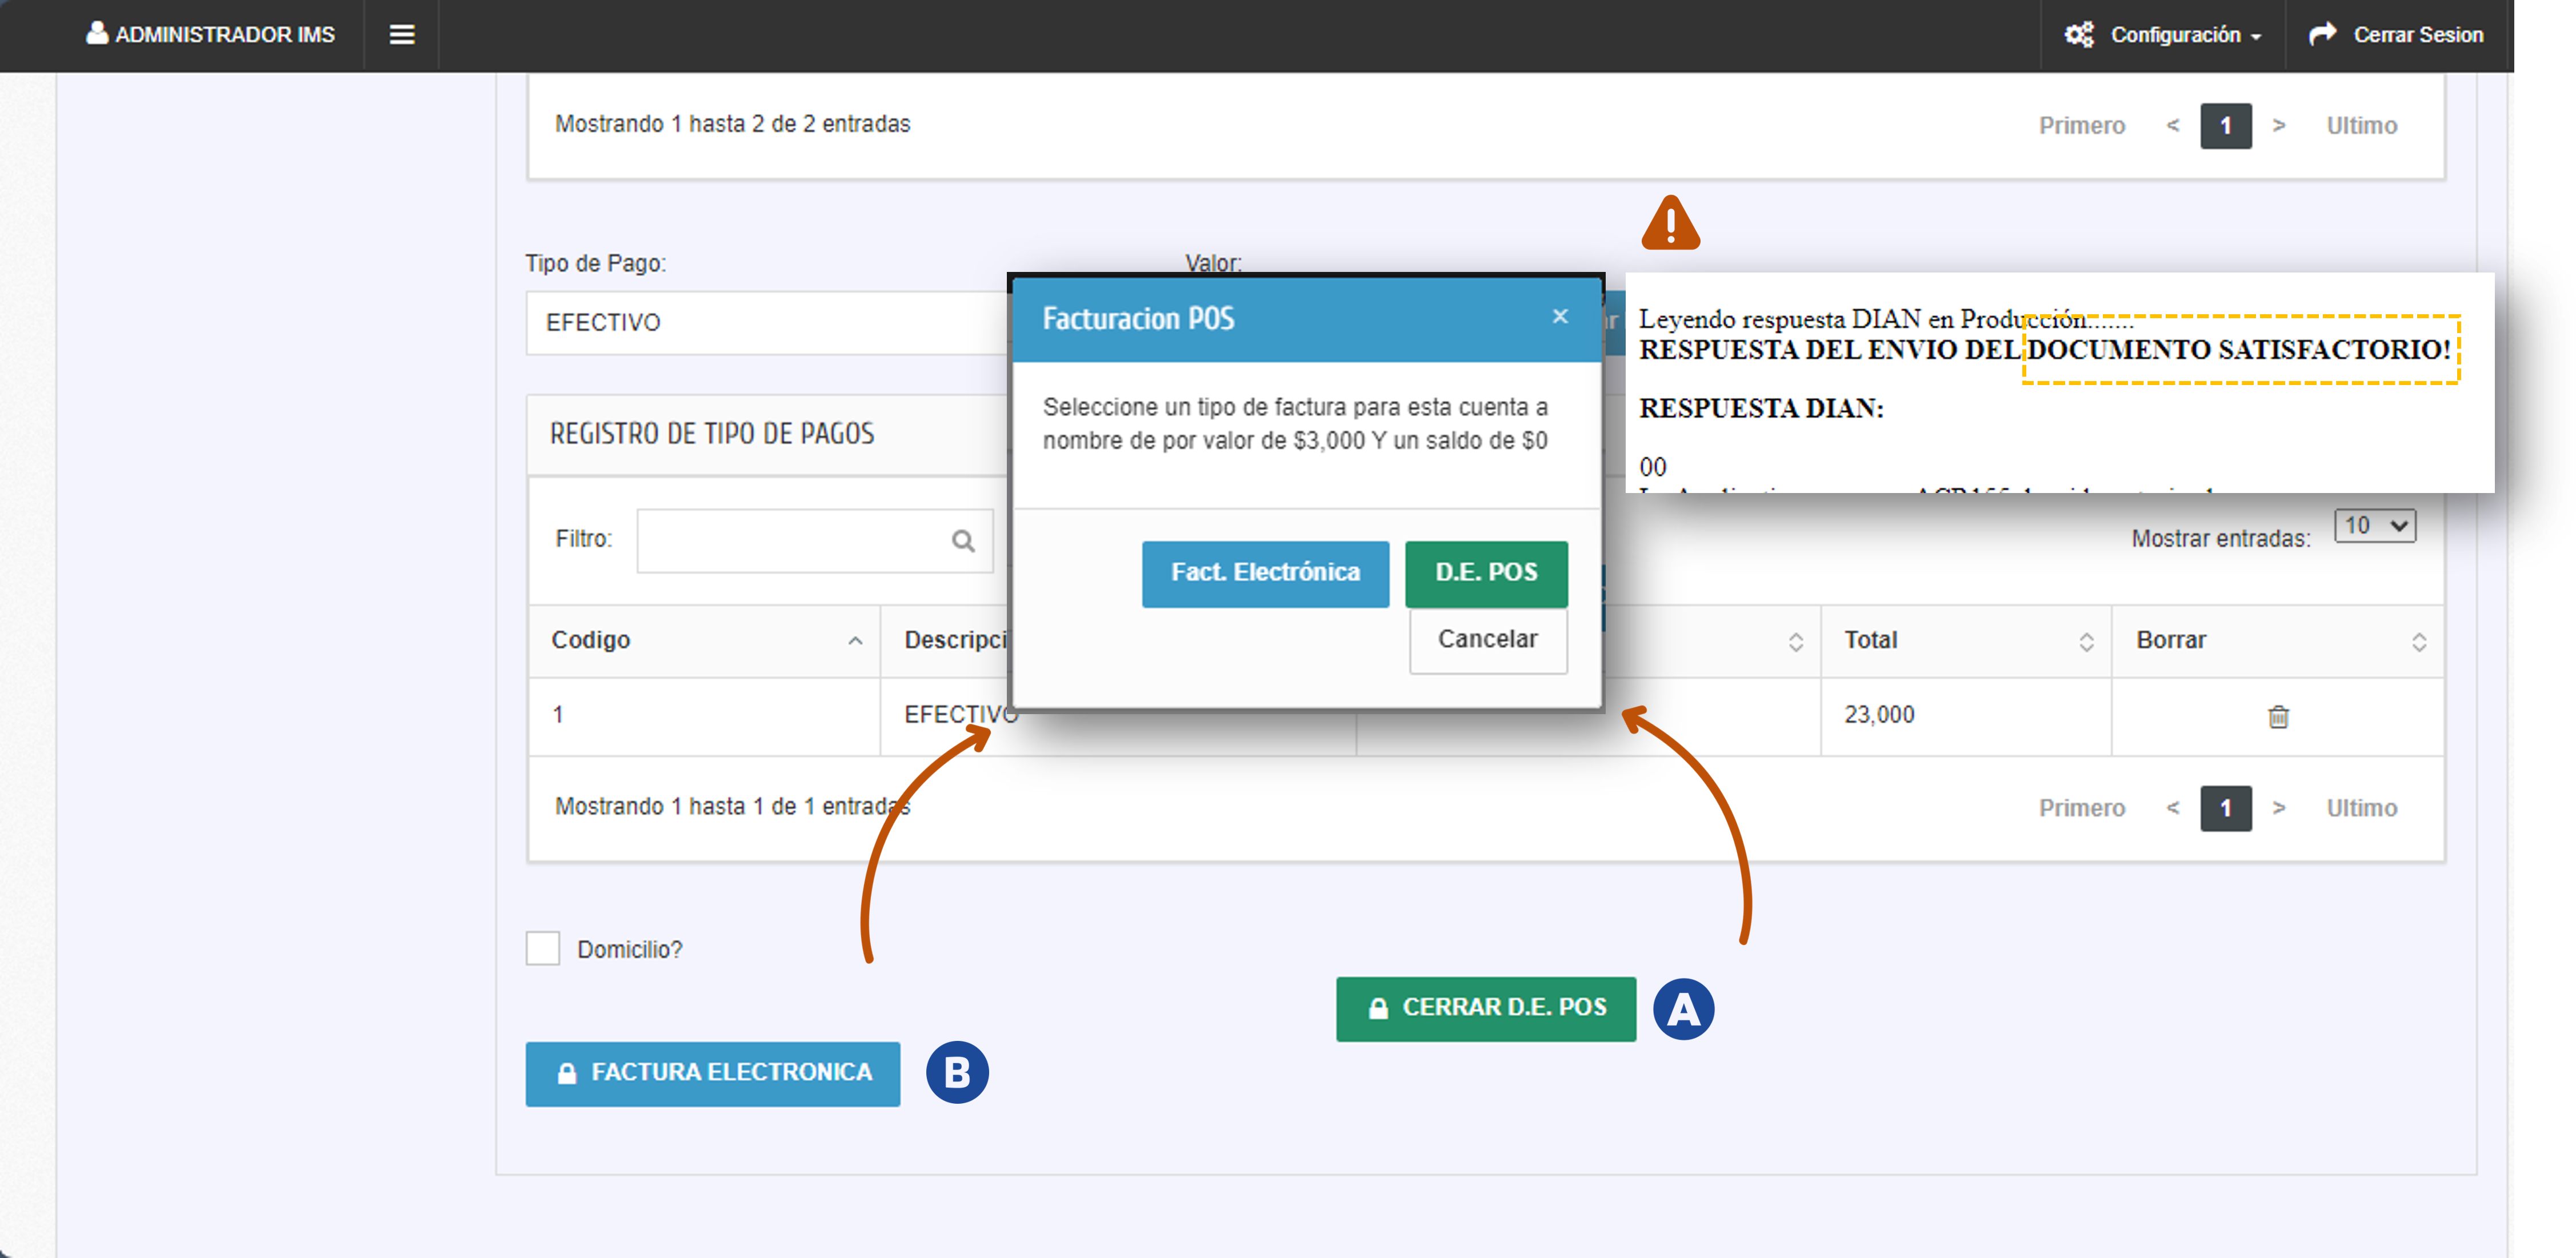 ADMINISTRADOR IMS
Configuración
Cerrar Sesion
Mostrando 1 hasta 2 de 2 entradas
Primero < 1 > Ultimo
Tipo de Pago:
Valor:
EFECTIVO
Facturacion POS ×
Seleccione un tipo de factura para esta cuenta a
nombre de por valor de $3,000 Y un saldo de $0
Fact. Electrónica
D.E. POS
Cancelar
Leyendo respuesta DIAN en Producción.......
RESPUESTA DEL ENVIO DEL DOCUMENTO SATISFACTORIO!
RESPUESTA DIAN:
00
REGISTRO DE TIPO DE PAGOS
Filtro:
Mostrar entradas: 10
Codigo
Total
Borrar
1
EFECTIVO
23,000
Mostrando 1 hasta 1 de 1 entradas
Primero < 1 > Ultimo
Domicilio?
CERRAR D.E. POS
A
FACTURA ELECTRONICA
B